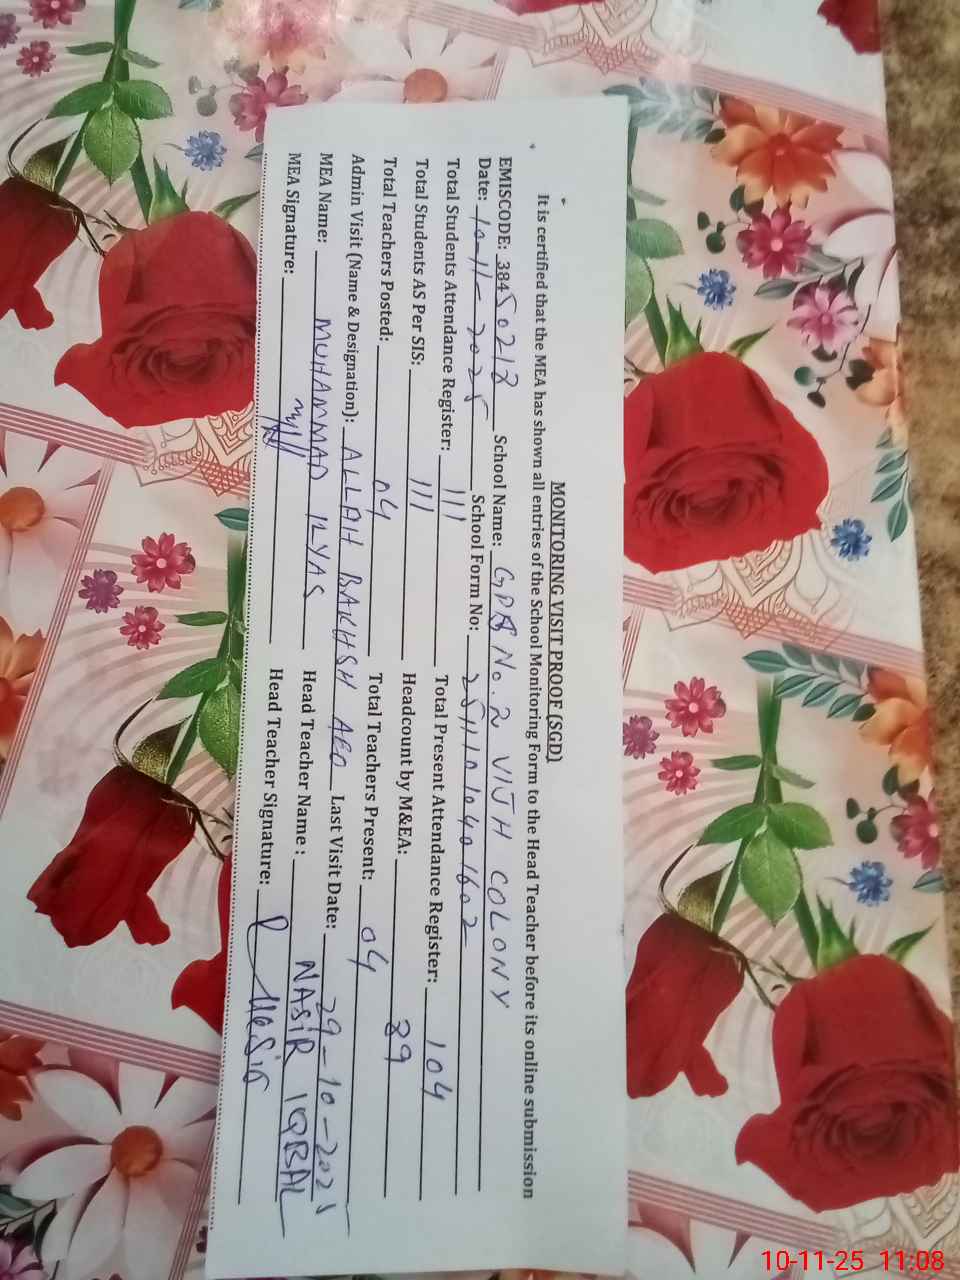 MONITORING VISIT PROOF (SGD)
It is certified that the MEA has shown all entries of the School Monitoring Form to the Head Teacher before its online submission
EMISCODE: 38450218 School Name: GPS No. 2 VIJH COLONY
Date: 10-11-2025 School Form No: 25111010401602
Total Students Attendance Register: 111 Total Present Attendance Register: 104
Total Students AS Per SIS: 111 Headcount by M&EA: 89
Total Teachers Posted: 04 Total Teachers Present: 04
Admin Visit (Name & Designation): ALLAH BAKHSH AEO Last Visit Date: 29-10-2025
MEA Name: MUHAMMAD ILYAS Head Teacher Name : NASIR IQBAL
MEA Signature: Head Teacher Signature:
10-11-25 11:08